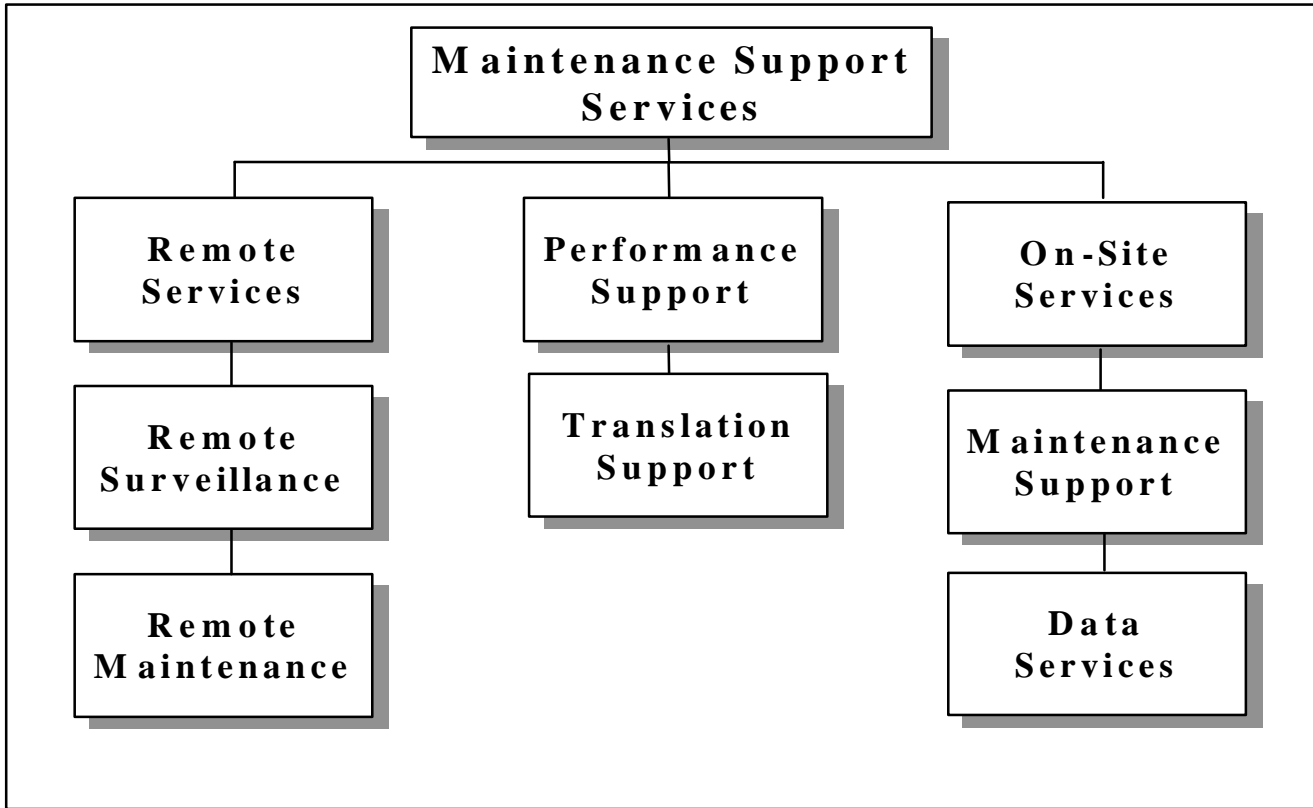 Maintenance Support
Services
Remote
Services
Performance
Support
On-Site
Services
Remote
Surveillance
Translation
Support
Maintenance
Support
Remote
Maintenance
Data
Services